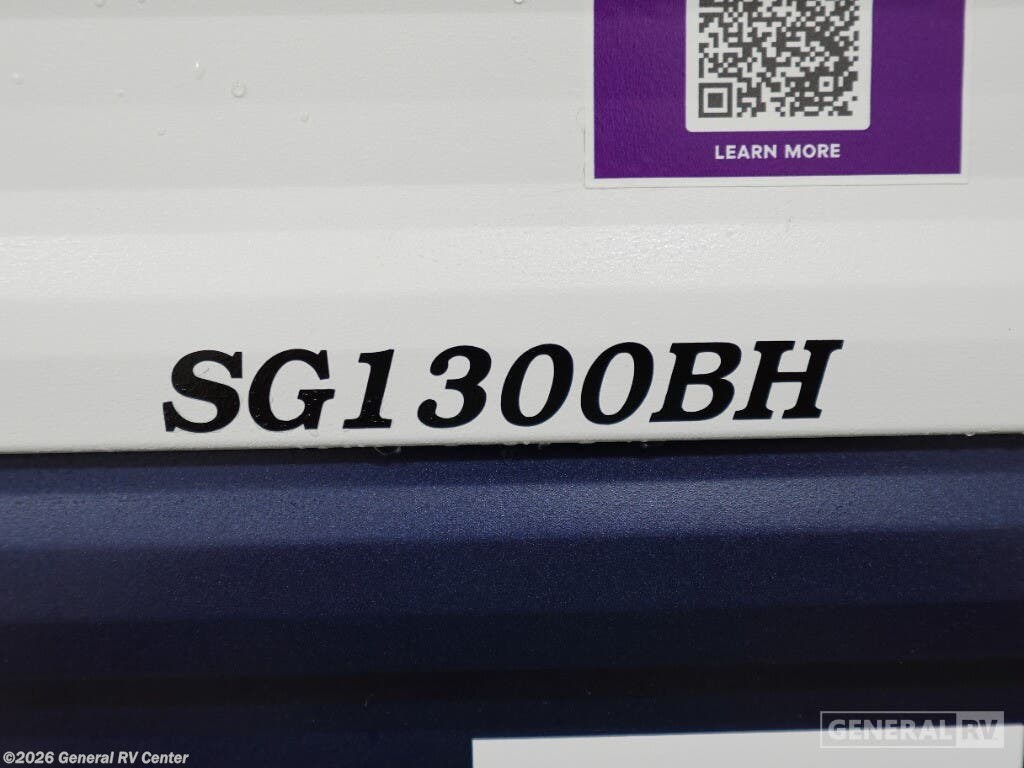 LEARN MORE
SG1300BH
GENERAL RV
©2026 General RV Center